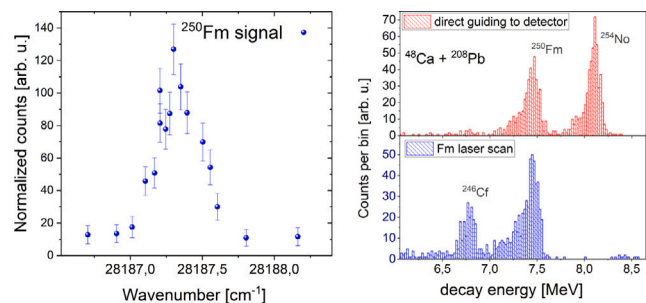 ²⁵⁰Fm signal
Normalized counts [arb. u.]
140
120
100
80
60
40
20
0
28187,0
28187,5
28188,0
Wavenumber [cm⁻¹]
direct guiding to detector
²⁵⁴No
²⁵⁰Fm
⁴⁸Ca + ²⁰⁸Pb
80
70
60
50
40
30
20
10
0
Counts per bin [arb. u.]
Fm laser scan
²⁴⁶Cf
50
40
30
20
10
0
6,5
7,0
7,5
8,0
8,5
decay energy [MeV]